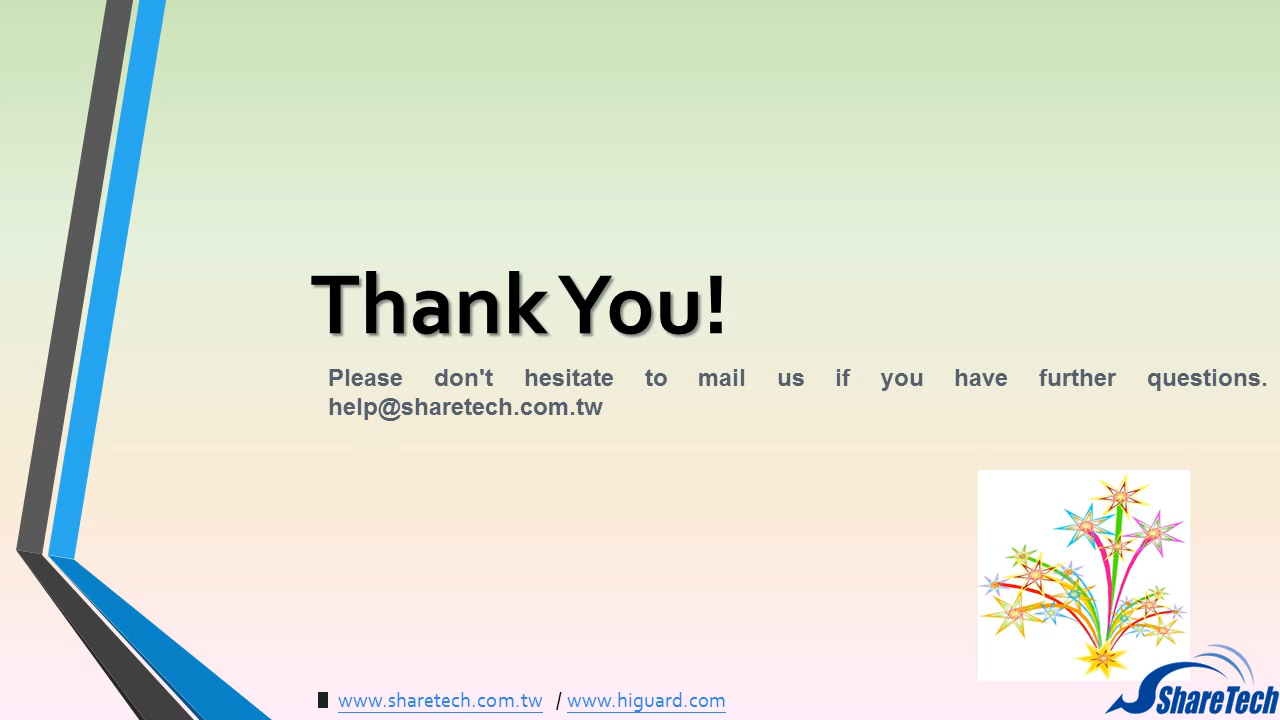 Thank You!
Please don't hesitate to mail us if you have further questions.
help@sharetech.com.tw
www.sharetech.com.tw / www.higuard.com
ShareTech